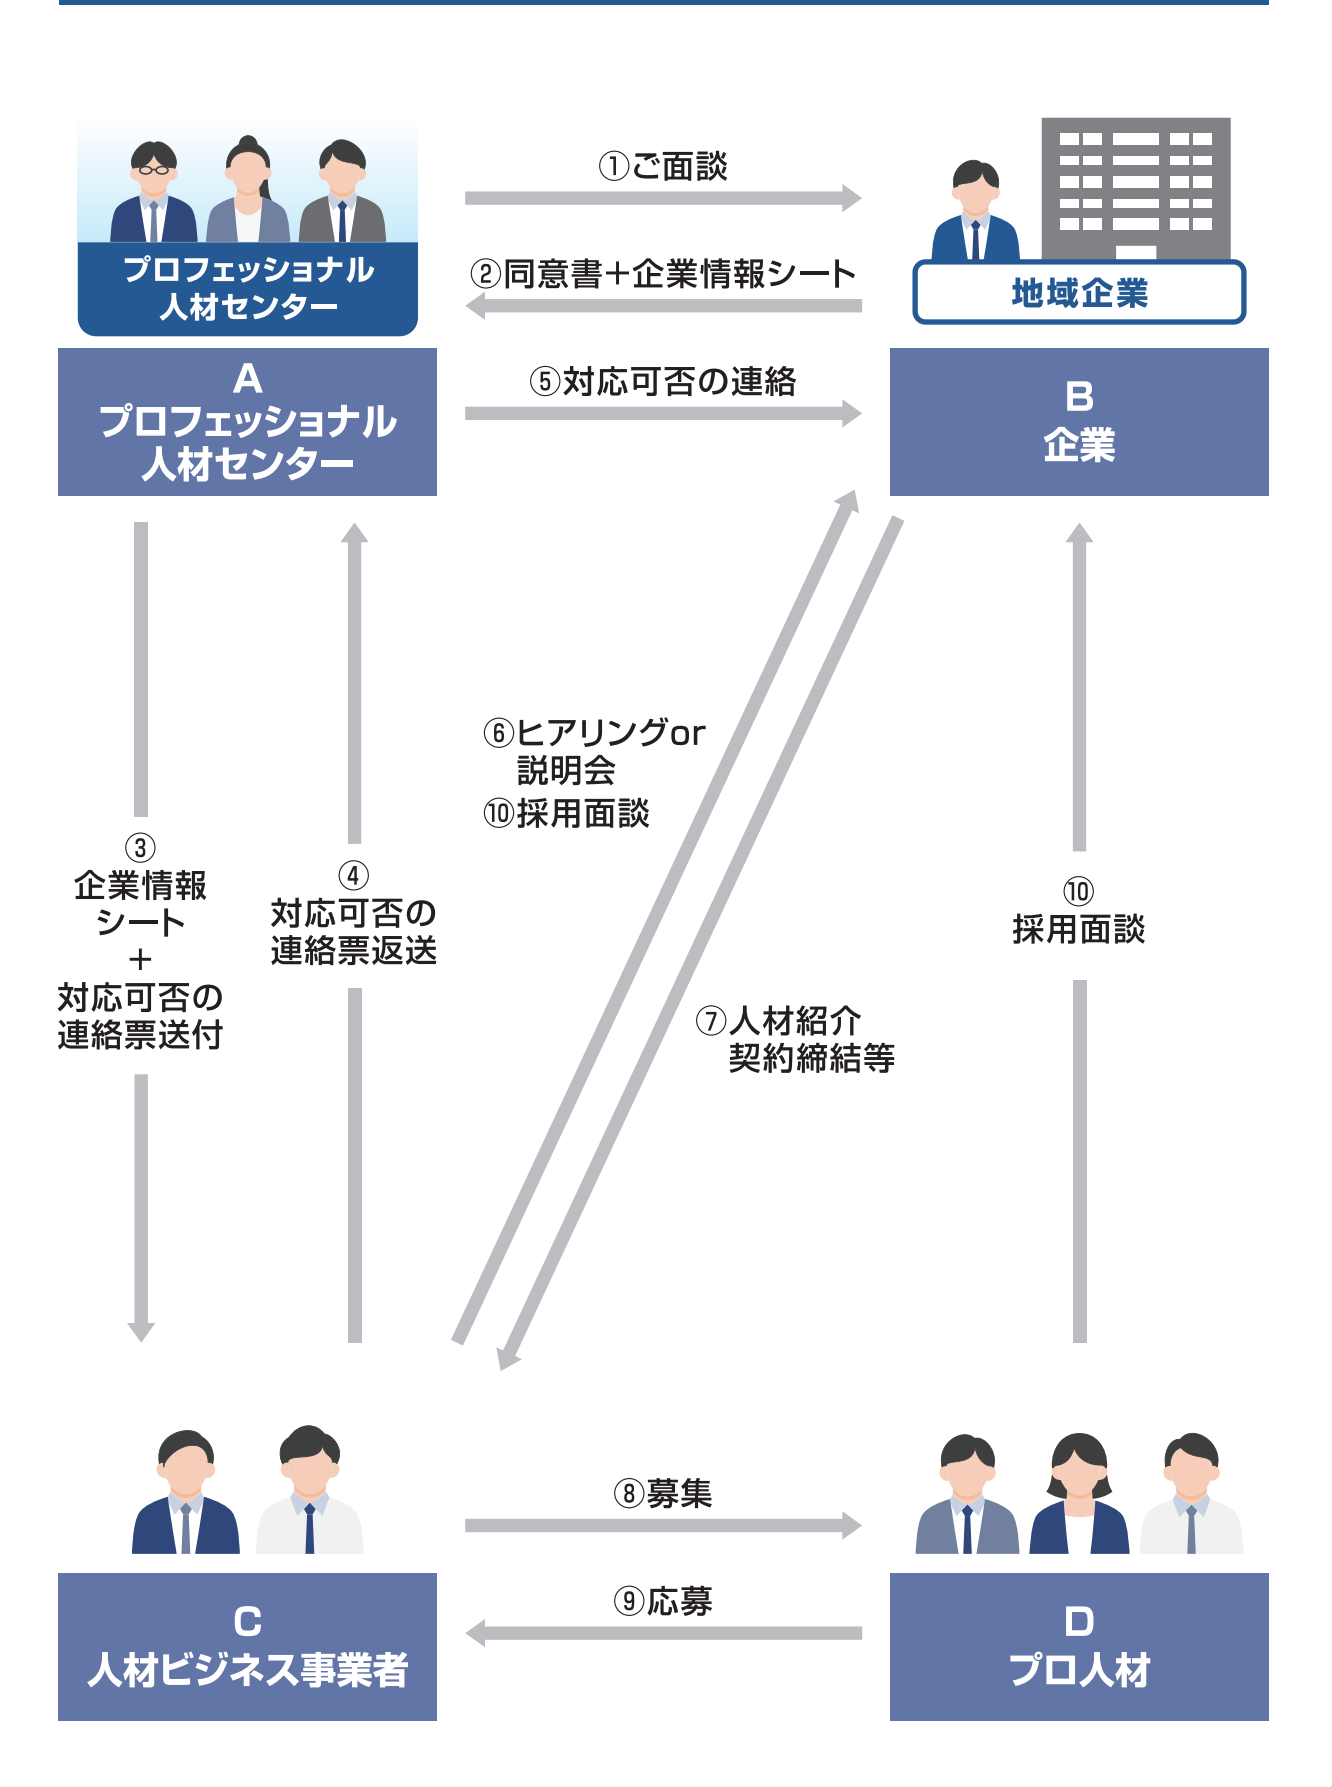 プロフェッショナル
人材センター
①ご面談
②同意書＋企業情報シート
地域企業
A
プロフェッショナル
人材センター
⑤対応可否の連絡
B
企業
⑥ヒアリングor
説明会
⑩採用面談
③
企業情報
シート
＋
対応可否の
連絡票送付
④
対応可否の
連絡票返送
⑩
採用面談
⑦人材紹介
契約締結等
⑧募集
⑨応募
C
人材ビジネス事業者
D
プロ人材